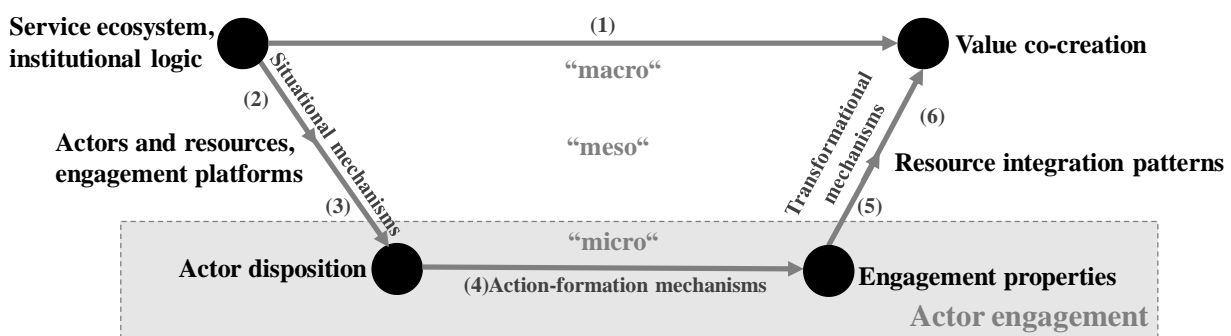 Service ecosystem,
institutional logic
(1)
Value co-creation
“macro“
(2)
Situational mechanisms
Transformational
mechanisms
(6)
Actors and resources,
engagement platforms
“meso“
Resource integration patterns
(3)
(5)
“micro“
Actor disposition
(4)Action-formation mechanisms
Engagement properties
Actor engagement